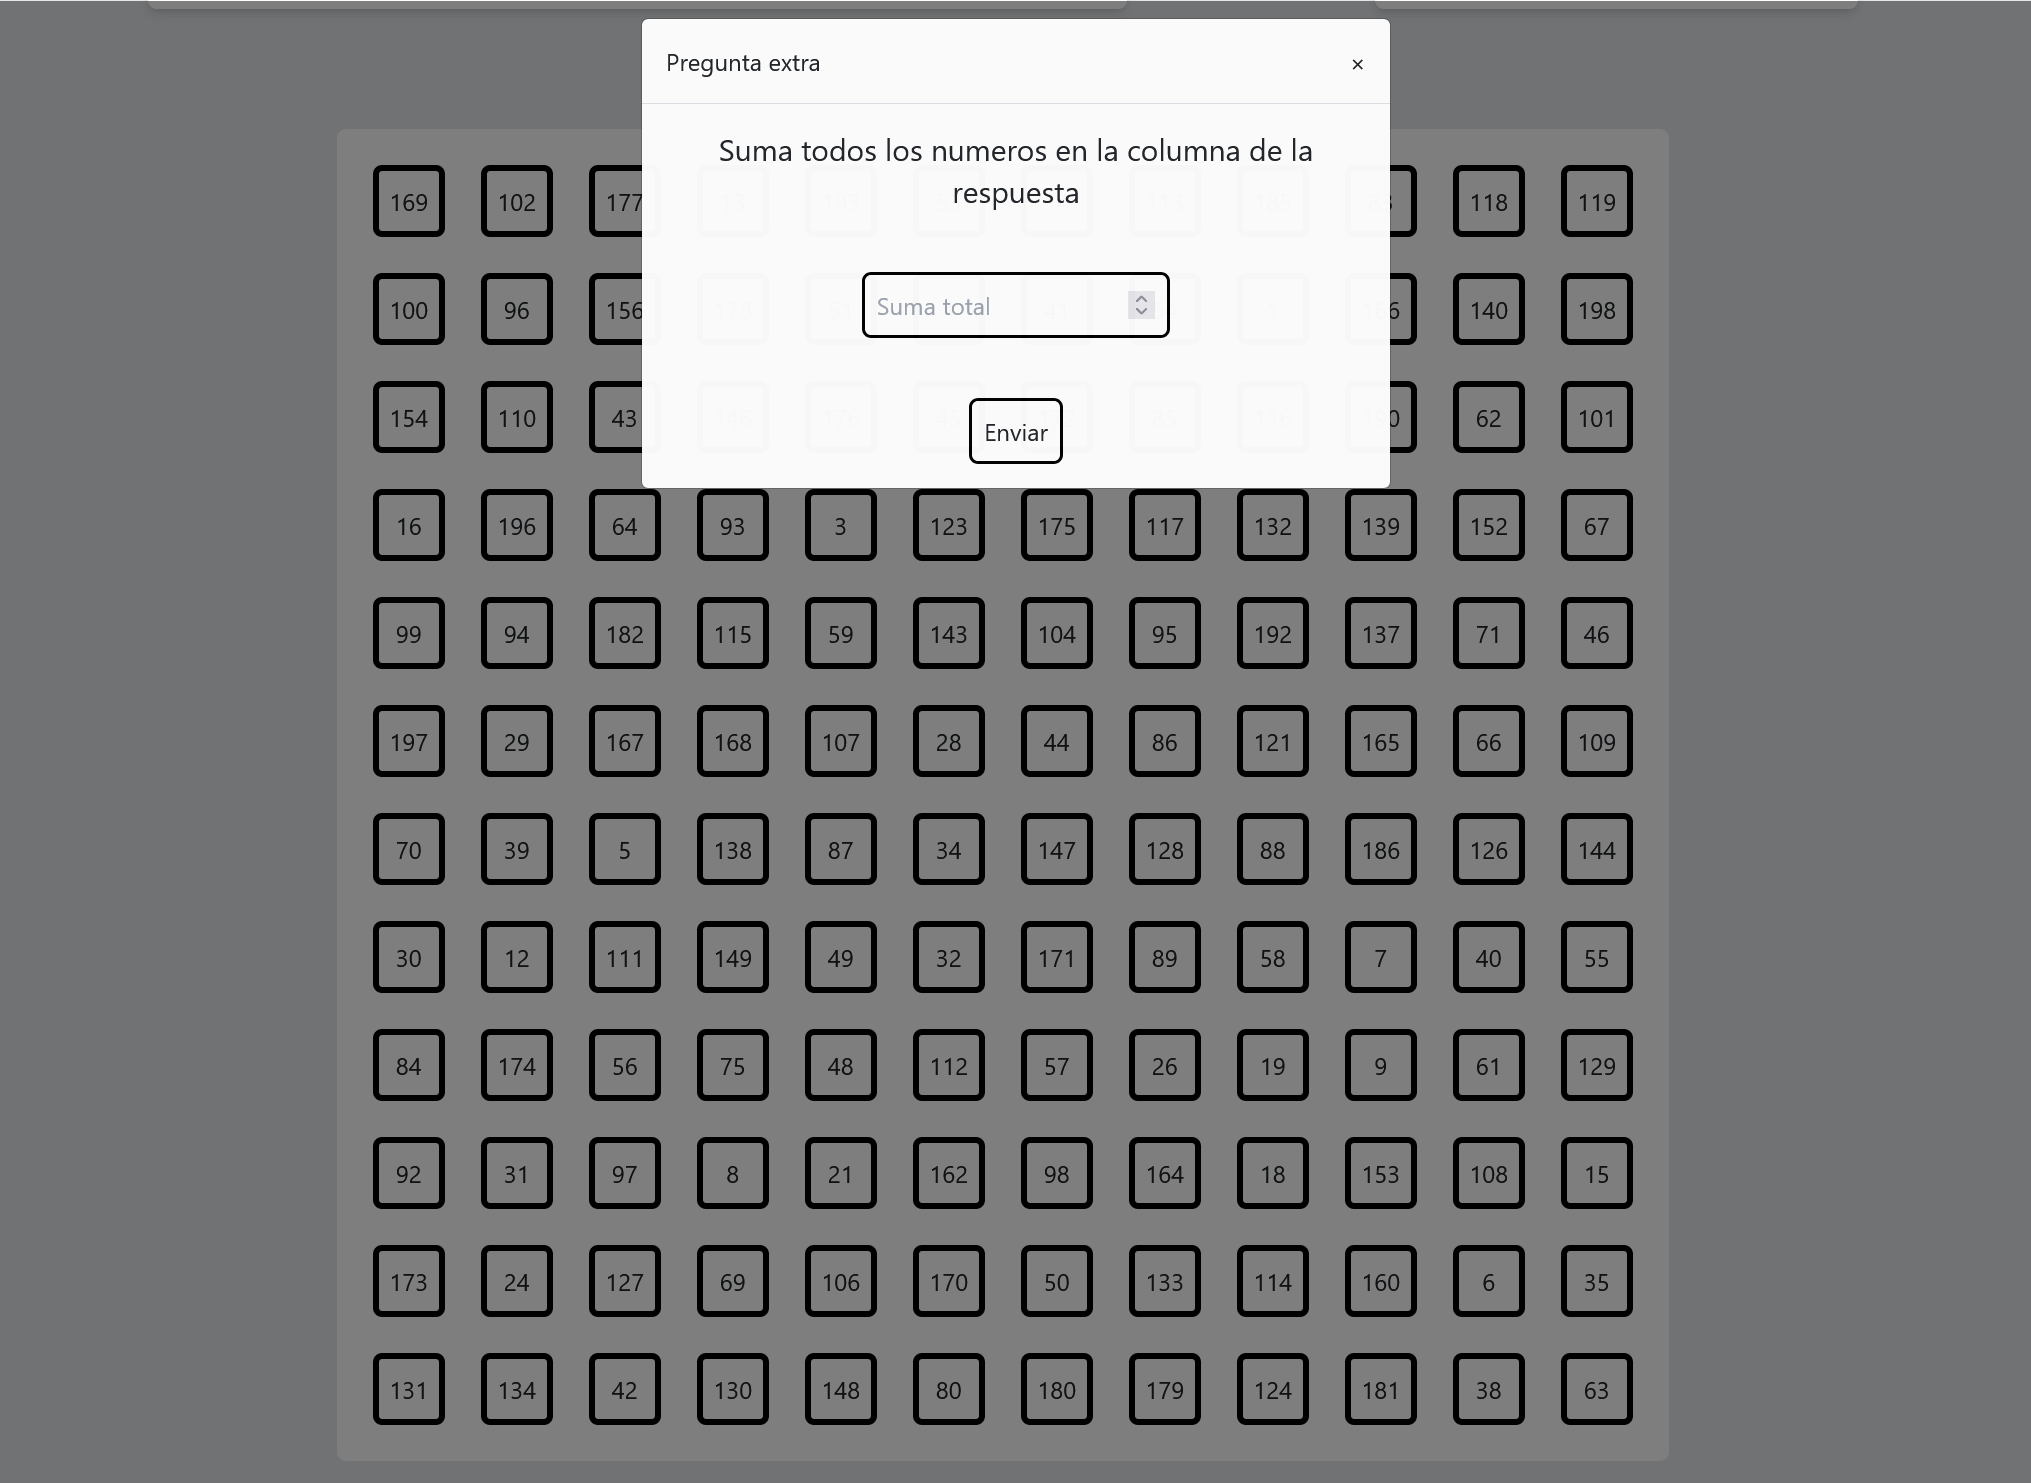 Pregunta extra ×
Suma todos los numeros en la columna de la
respuesta
Suma total
Enviar
169 102 177 118 119
100 96 156 140 198
154 110 43 62 101
16 196 64 93 3 123 175 117 132 139 152 67
99 94 182 115 59 143 104 95 192 137 71 46
197 29 167 168 107 28 44 86 121 165 66 109
70 39 5 138 87 34 147 128 88 186 126 144
30 12 111 149 49 32 171 89 58 7 40 55
84 174 56 75 48 112 57 26 19 9 61 129
92 31 97 8 21 162 98 164 18 153 108 15
173 24 127 69 106 170 50 133 114 160 6 35
131 134 42 130 148 80 180 179 124 181 38 63